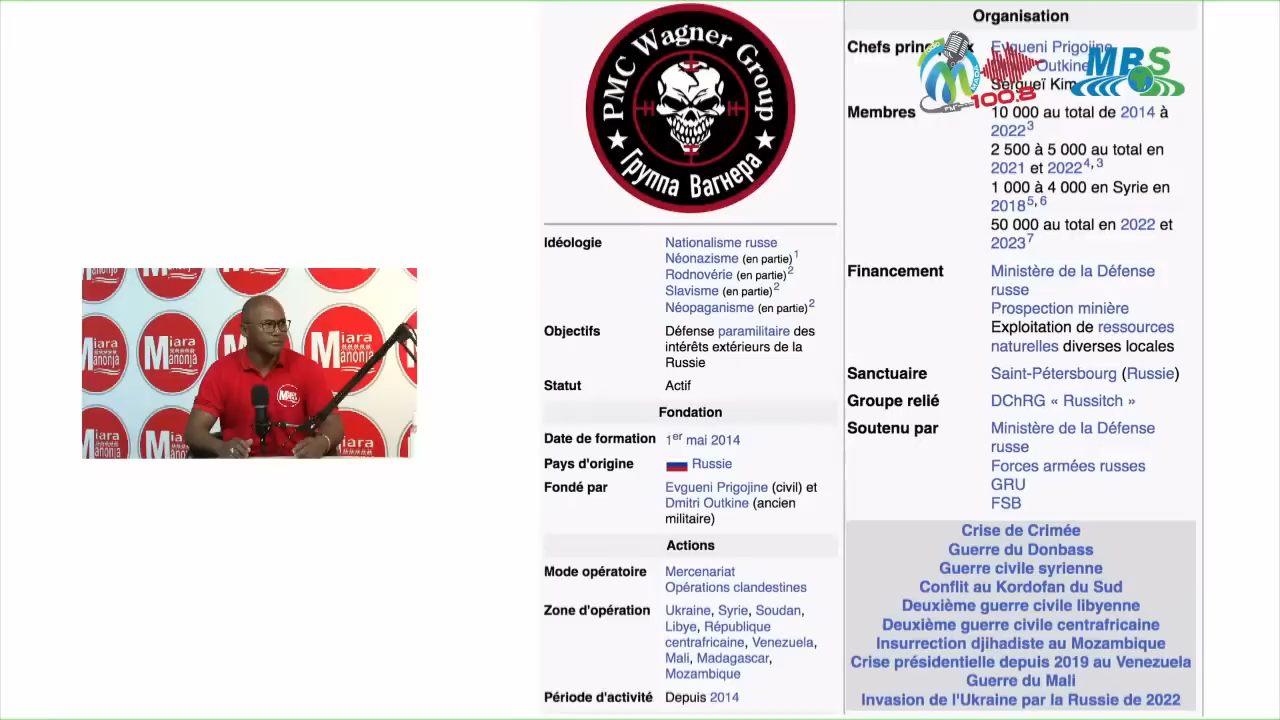 PMC Wagner Group
Группа Вагнера
Idéologie
Nationalisme russe
Néonazisme (en partie)1
Rodnovérie (en partie)2
Slavisme (en partie)2
Néopaganisme (en partie)2
Objectifs
Défense paramilitaire des
intérêts extérieurs de la
Russie
Statut
Actif
Fondation
Date de formation
1er mai 2014
Pays d'origine
Russie
Fondé par
Evgueni Prigojine (civil) et
Dmitri Outkine (ancien
militaire)
Actions
Mode opératoire
Mercenariat
Opérations clandestines
Zone d'opération
Ukraine, Syrie, Soudan,
Libye, République
centrafricaine, Venezuela,
Mali, Madagascar,
Mozambique
Période d'activité
Depuis 2014
Organisation
Chefs
Evgueni Prigojine
Outkine
Sergueï Kim
100.8
MBS
Membres
10 000 au total de 2014 à
20223
2 500 à 5 000 au total en
2021 et 20224, 3
1 000 à 4 000 en Syrie en
20185, 6
50 000 au total en 2022 et
20237
Financement
Ministère de la Défense
russe
Prospection minière
Exploitation de ressources
naturelles diverses locales
Sanctuaire
Saint-Pétersbourg (Russie)
Groupe relié
DChRG « Russitch »
Soutenu par
Ministère de la Défense
russe
Forces armées russes
GRU
FSB
Crise de Crimée
Guerre du Donbass
Guerre civile syrienne
Conflit au Kordofan du Sud
Deuxième guerre civile libyenne
Deuxième guerre civile centrafricaine
Insurrection djihadiste au Mozambique
Crise présidentielle depuis 2019 au Venezuela
Guerre du Mali
Invasion de l'Ukraine par la Russie de 2022
Miara
Manonja